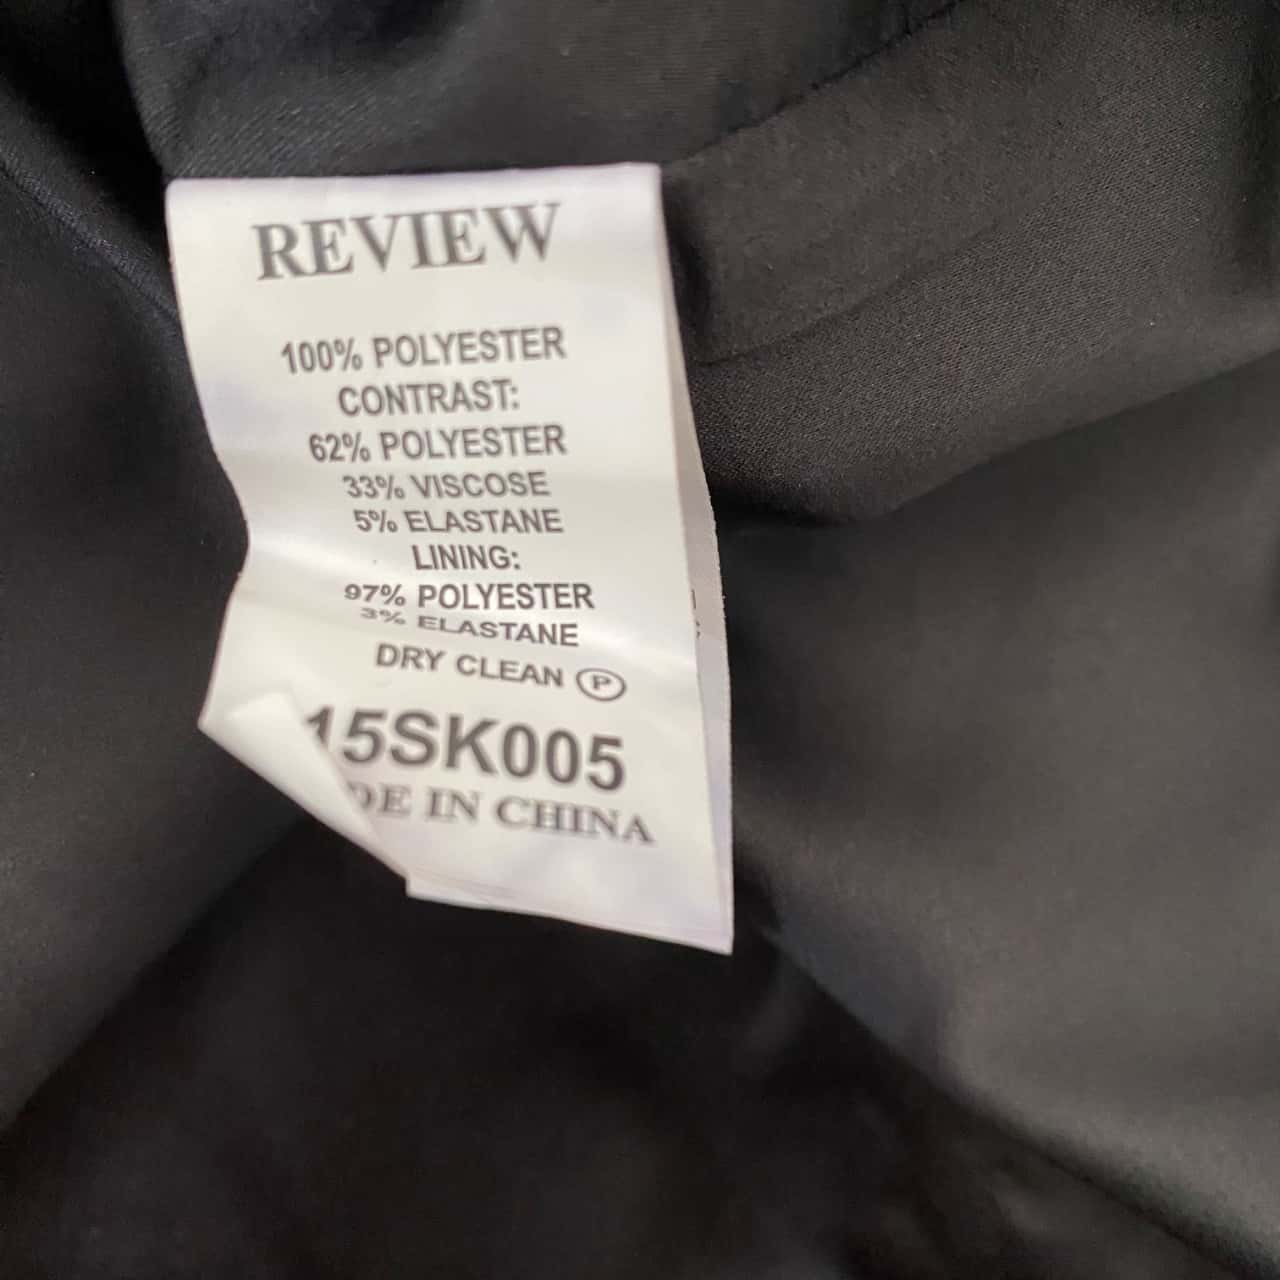 REVIEW
100% POLYESTER
CONTRAST:
62% POLYESTER
33% VISCOSE
5% ELASTANE
LINING:
97% POLYESTER
3% ELASTANE
DRY CLEAN Ⓟ
15SK005
DE IN CHINA